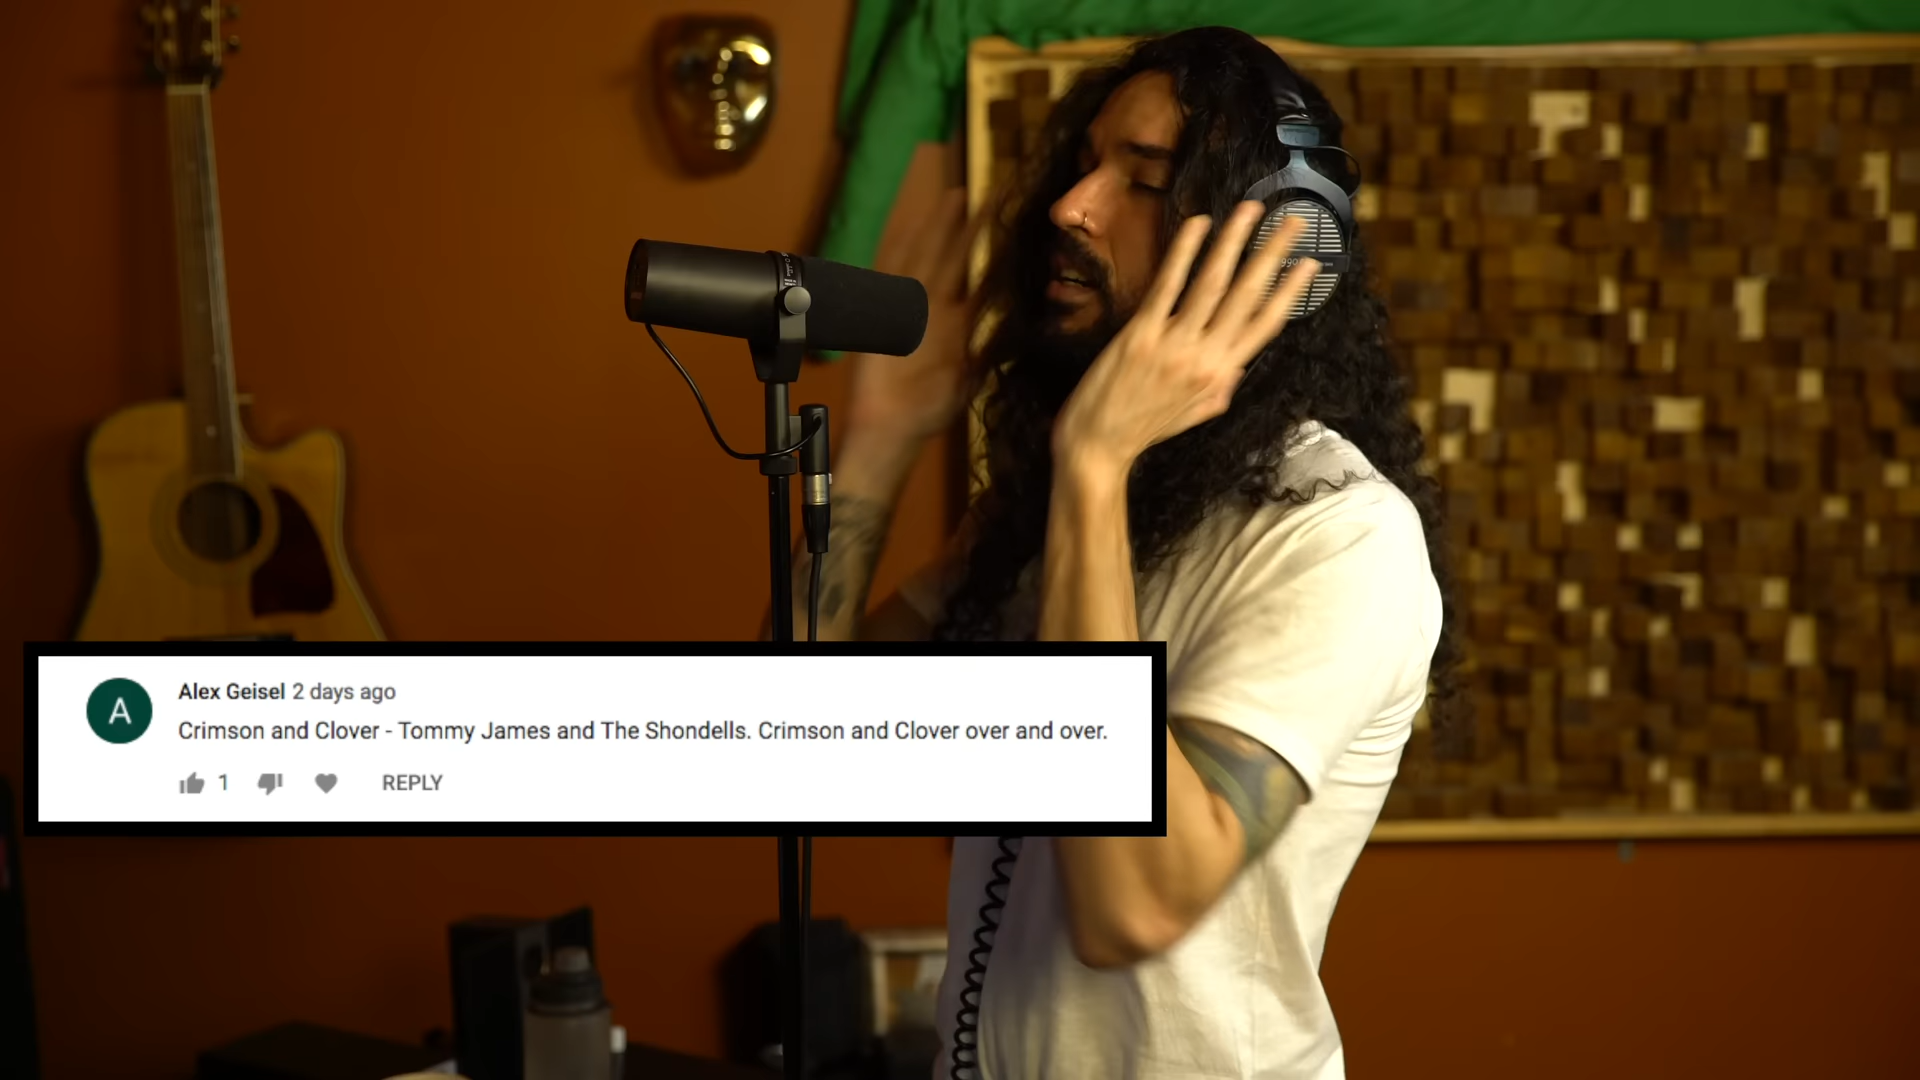 Alex Geisel 2 days ago
Crimson and Clover - Tommy James and The Shondells. Crimson and Clover over and over.
1
REPLY
A
990